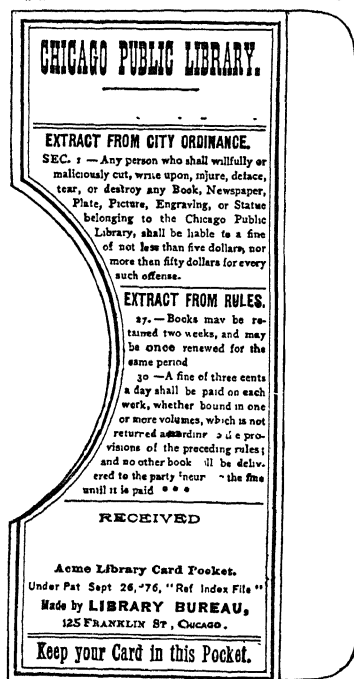 CHICAGO PUBLIC LIBRARY.
EXTRACT FROM CITY ORDINANCE.
SEC. 1 —Any person who shall willfully or
maliciously cut, write upon, injure, deface,
tear, or destroy any Book, Newspaper,
Plate, Picture, Engraving, or Statue
belonging to the Chicago Public
Library, shall be liable to a fine
of not less than five dollars, nor
more then fifty dollars for every
such offense.
EXTRACT FROM RULES.
27.—Books may be re-
tained two weeks, and may
be once renewed for the
same period
30 —A fine of three cents
a day shall be paid on each
work, whether bound in one
or more volumes, which is not
returned according pro-
visions of the preceding rules;
and no other book be deliv-
ered to the party the fine
until it is paid * * *
RECEIVED
Acme Library Card Pocket.
Under Pat Sept 26, '76, "Ref Index File"
Made by LIBRARY BUREAU,
125 FRANKLIN ST, CHICAGO.
Keep your Card in this Pocket.